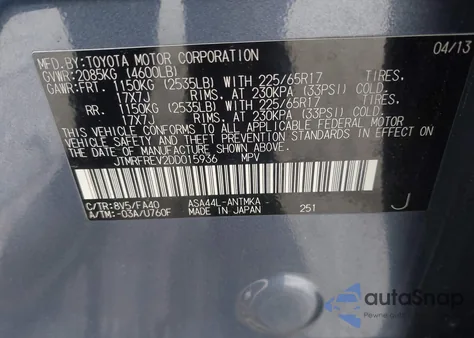 MFD.BY: TOYOTA MOTOR CORPORATION 04/13
GVWR: 2085KG (4600LB)
GAWR: FRT. 1150KG (2535LB) WITH 225/65R17 TIRES.
17X7J RIMS, AT 230KPA (33PSI) COLD.
RR. 1150KG (2535LB) WITH 225/65R17 TIRES.
17X7J RIMS, AT 230KPA (33PSI) COLD.
THIS VEHICLE CONFORMS TO ALL APPLICABLE FEDERAL MOTOR
VEHICLE SAFETY STANDARDS IN EFFECT ON THE
DATE OF MANUFACTURE SHOWN ABOVE.
JTMRFREV2DD015936 MPV
C/TR: 8V5/FA40 ASA44L-ANTMKA
A/TM: -03A/U760F MADE IN JAPAN 251 J
autoSnap
Pewne auto